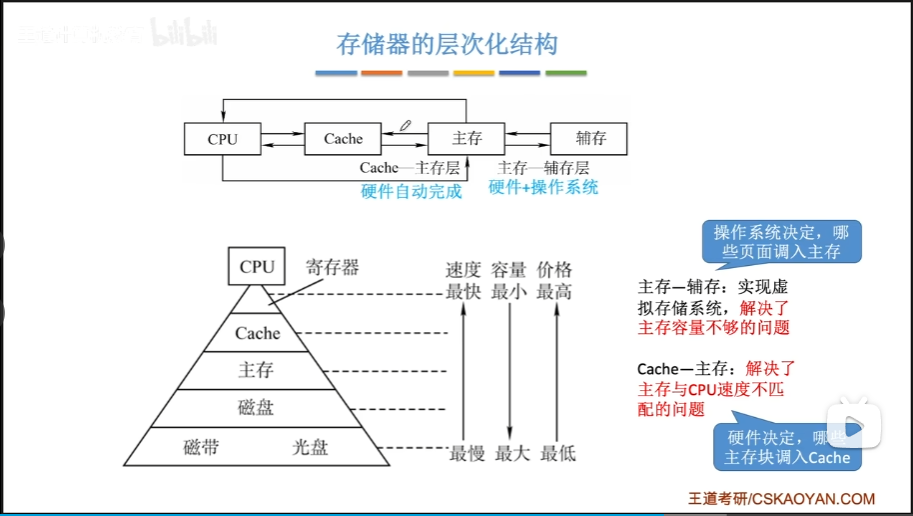 bilibili
存储器的层次化结构
CPU
Cache
主存
辅存
Cache—主存层
主存—辅存层
硬件自动完成
硬件+操作系统
CPU
寄存器
Cache
主存
磁盘
磁带
光盘
速度 容量 价格
最快 最小 最高
最慢 最大 最低
操作系统决定，哪
些页面调入主存
主存—辅存：实现虚
拟存储系统，解决了
主存容量不够的问题
Cache—主存：解决了
主存与CPU速度不匹
配的问题
硬件决定，哪些
主存块调入Cache
王道考研/CSKAOYAN.COM